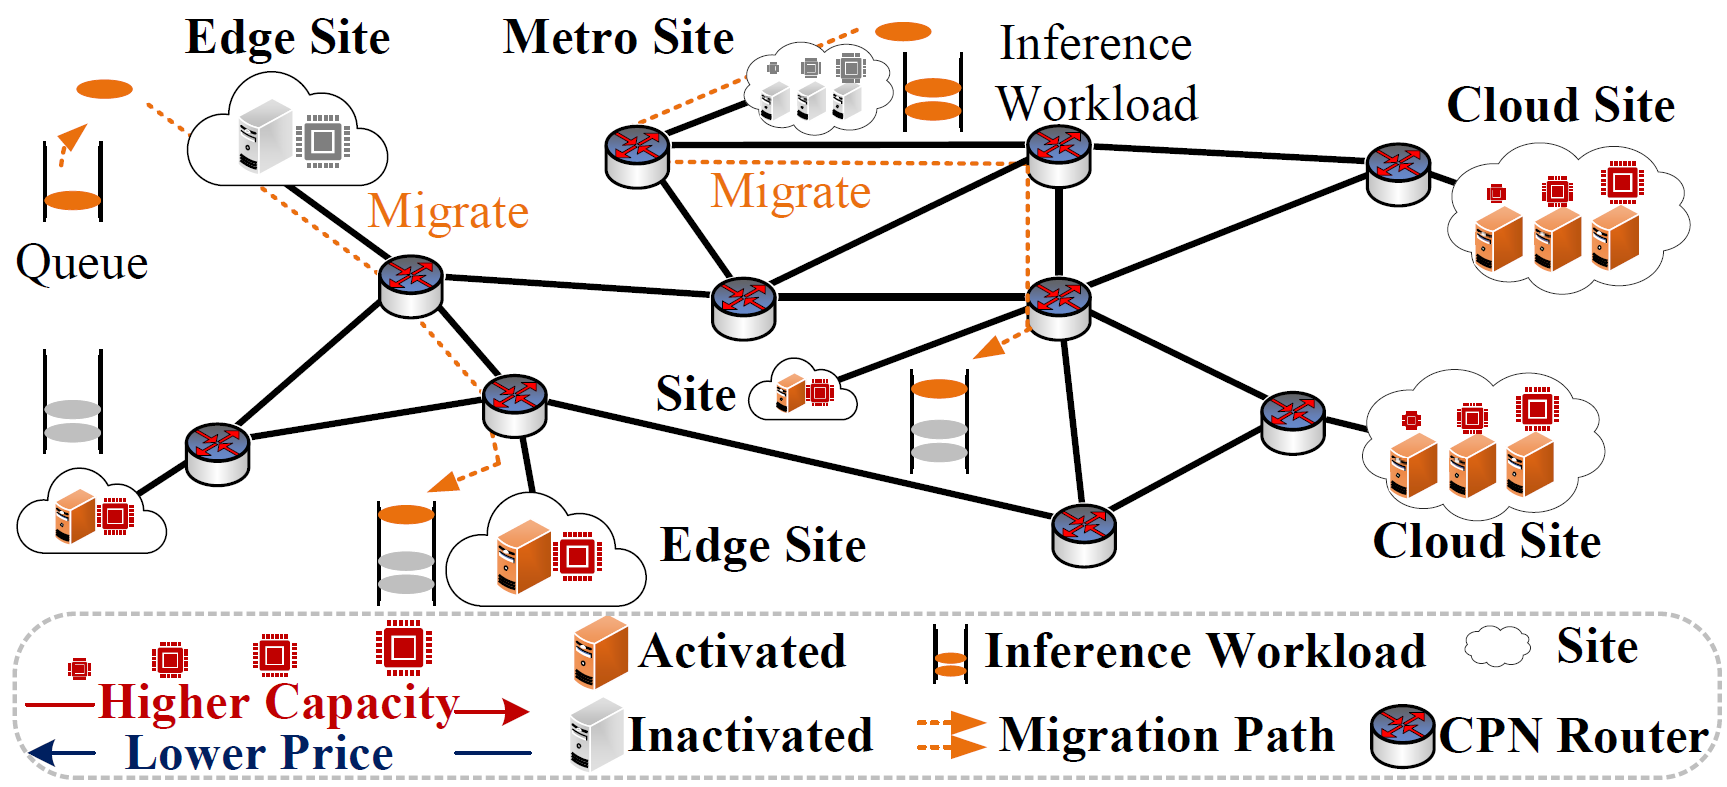 Edge Site
Metro Site
Inference
Workload
Cloud Site
Migrate
Migrate
Queue
Site
Edge Site
Cloud Site
Higher Capacity
Lower Price
Activated
Inactivated
Inference Workload
Migration Path
Site
CPN Router